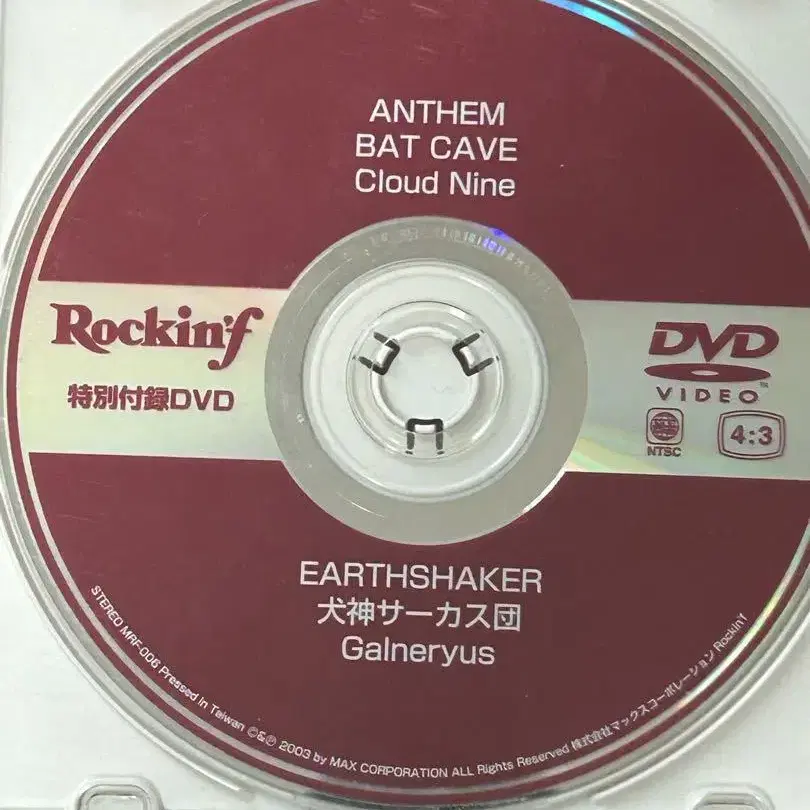 ANTHEM
BAT CAVE
Cloud Nine
Rockin'f
特別付録DVD
DVD
VIDEO
NTSC
4:3
EARTHSHAKER
犬神サーカス団
Galneryus
STEREO MRF-006 Pressed in Taiwan ©&℗ 2003 by MAX CORPORATION ALL Rights Reserved 株式会社マックスコーポレーション Rockin'f